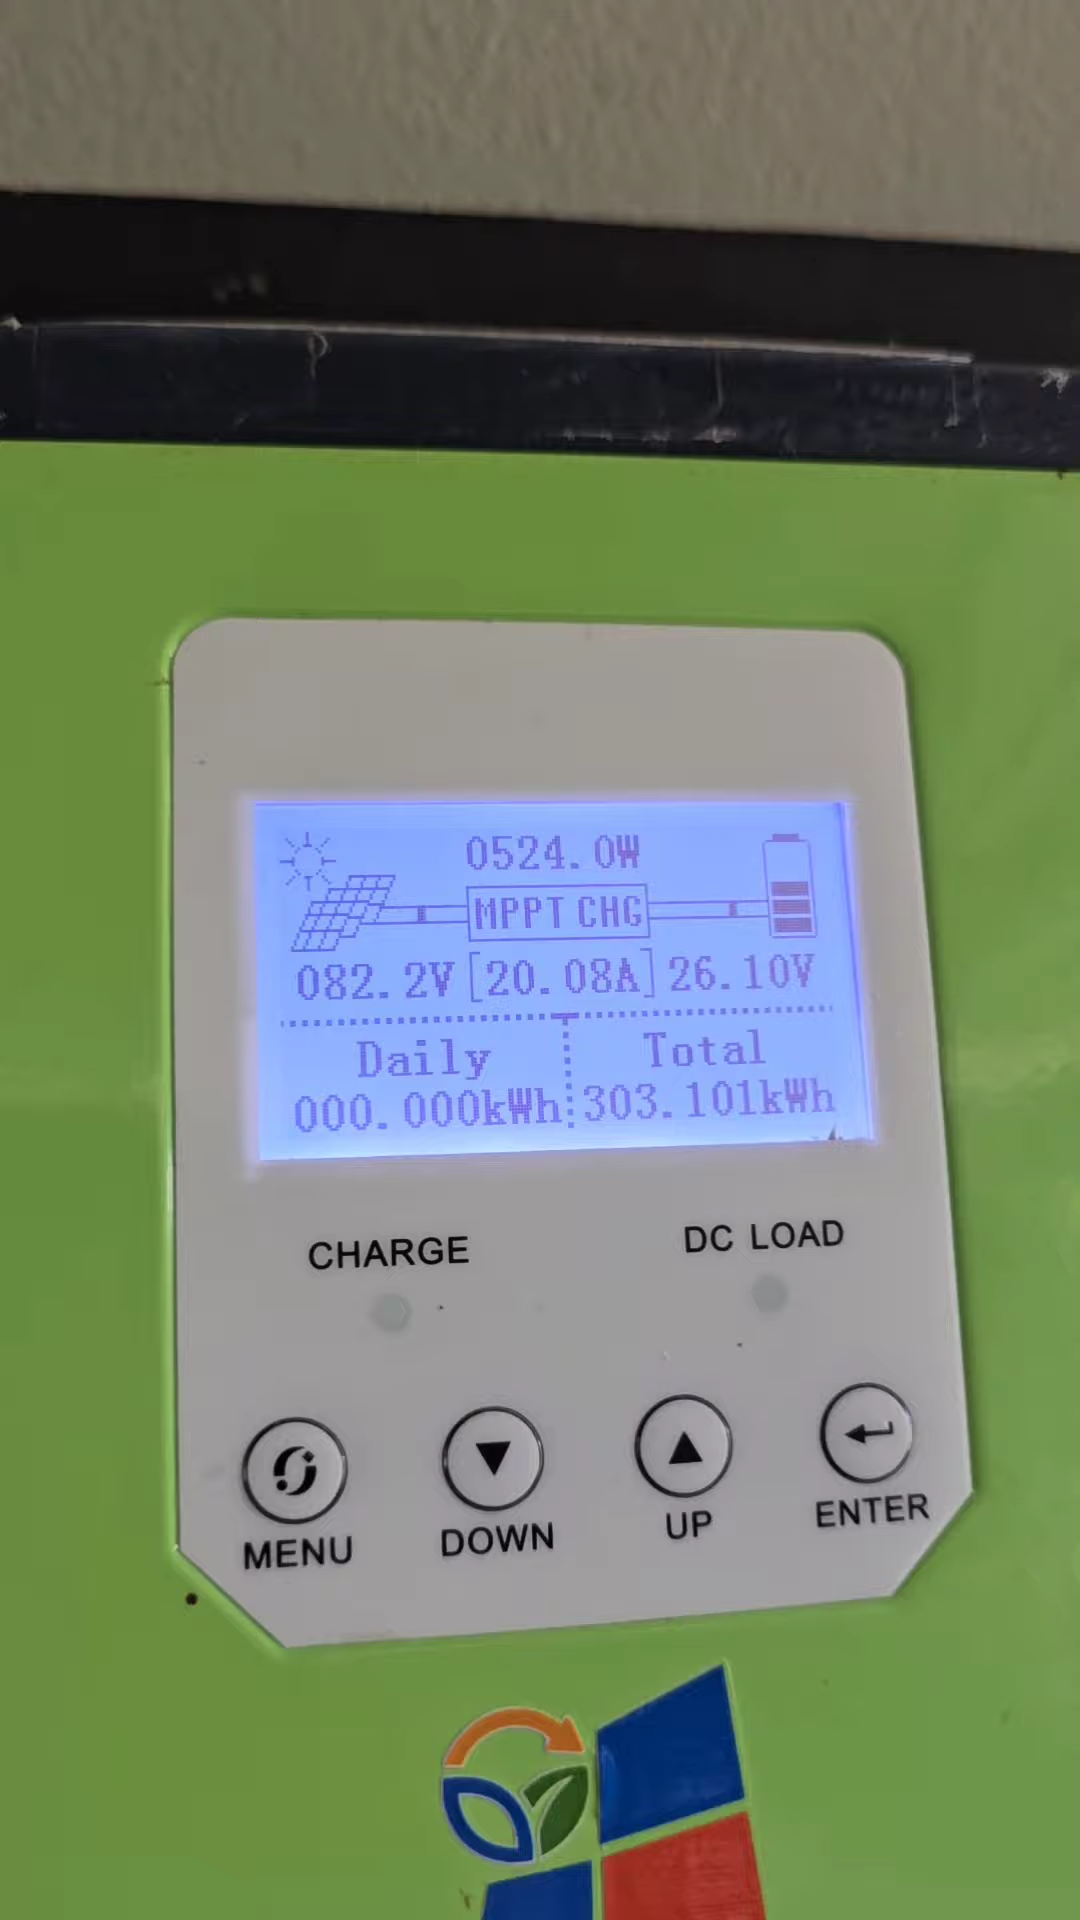 0524.0W
MPPT CHG
082.2V [20.08A] 26.10V
Daily Total
000.000kWh 303.101kWh
CHARGE DC LOAD
MENU DOWN UP ENTER